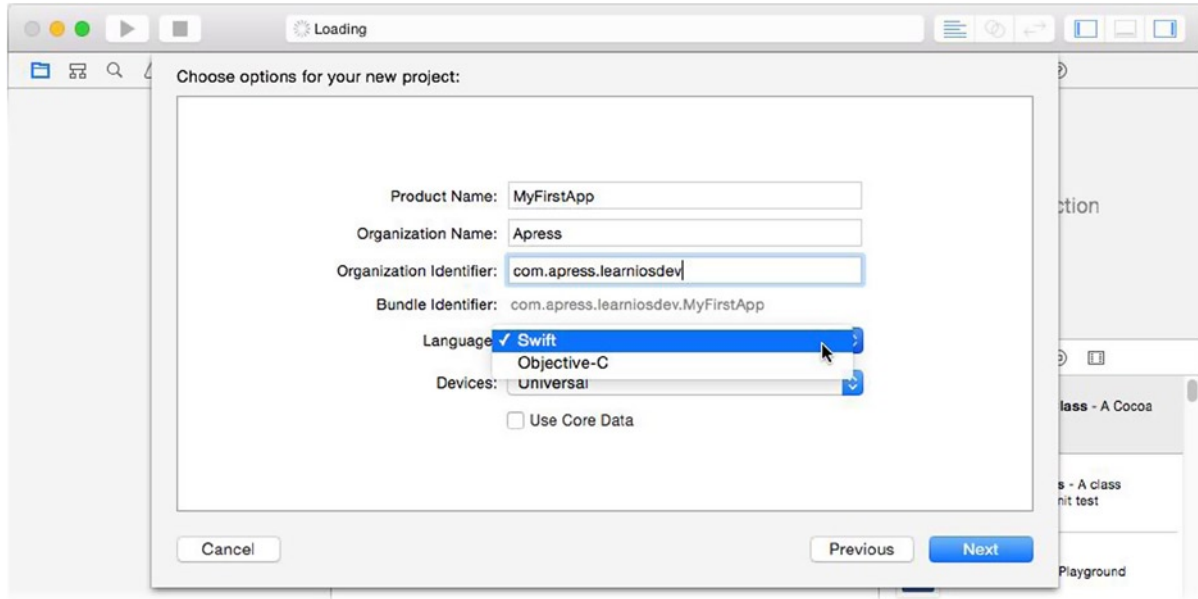 Loading
Choose options for your new project:
Product Name: MyFirstApp
Organization Name: Apress
Organization Identifier: com.apress.learniosdev
Bundle Identifier: com.apress.learniosdev.MyFirstApp
Language ✓ Swift
Objective-C
Devices: Universal
Use Core Data
Cancel
Previous
Next
ction
lass - A Cocoa
s - A class
nit test
Playground